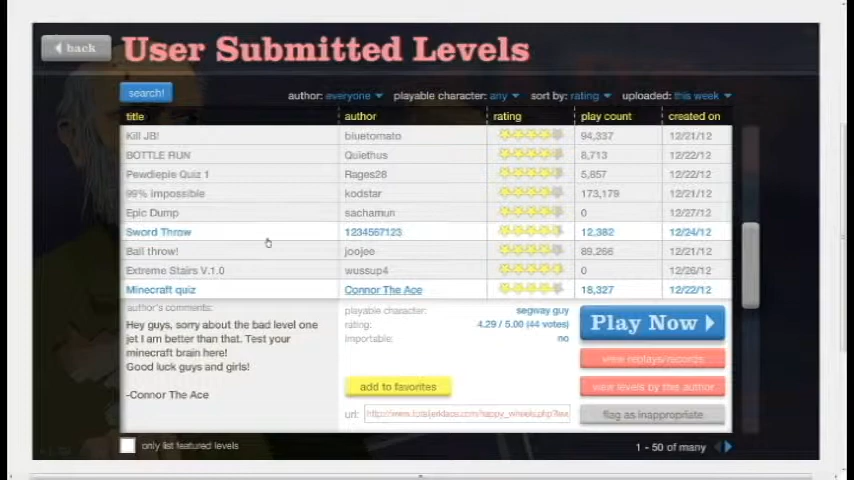 back
User Submitted Levels
search!
author: everyone playable character: any sort by: rating uploaded: this week
title author rating play count created on
Kill JB! bluetomato 94,337 12/21/12
BOTTLE RUN Quiethus 8,713 12/22/12
Pewdiepie Quiz 1 Rages28 5,857 12/22/12
99% impossible kodstar 173,179 12/21/12
Epic Dump sachamun 0 12/27/12
Sword Throw 1234567123 12,382 12/24/12
Ball throw! joojee 89,266 12/21/12
Extreme Stairs V.1.0 wussup4 0 12/26/12
Minecraft quiz Connor The Ace 18,327 12/22/12
author's comments:
Hey guys, sorry about the bad level one
jet I am better than that. Test your
minecraft brain here!
Good luck guys and girls!
-Connor The Ace
playable character: segway guy
rating: 4.29 / 5.00 (44 votes)
importable: no
add to favorites
url: http://www.totaljerkface.com/happy_wheels.php?
Play Now
view replays/records
view levels by this author
flag as inappropriate
only list featured levels
1 - 50 of many